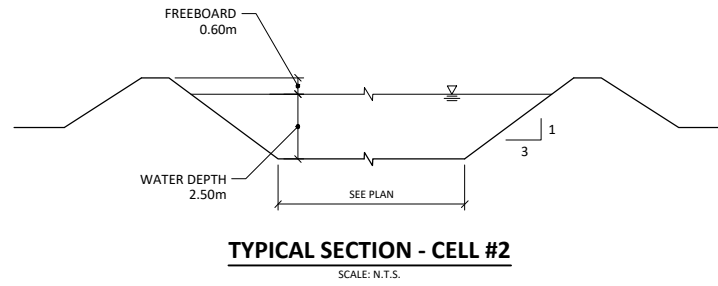 FREEBOARD
0.60m
1
3
WATER DEPTH
2.50m
SEE PLAN
TYPICAL SECTION - CELL #2
SCALE: N.T.S.